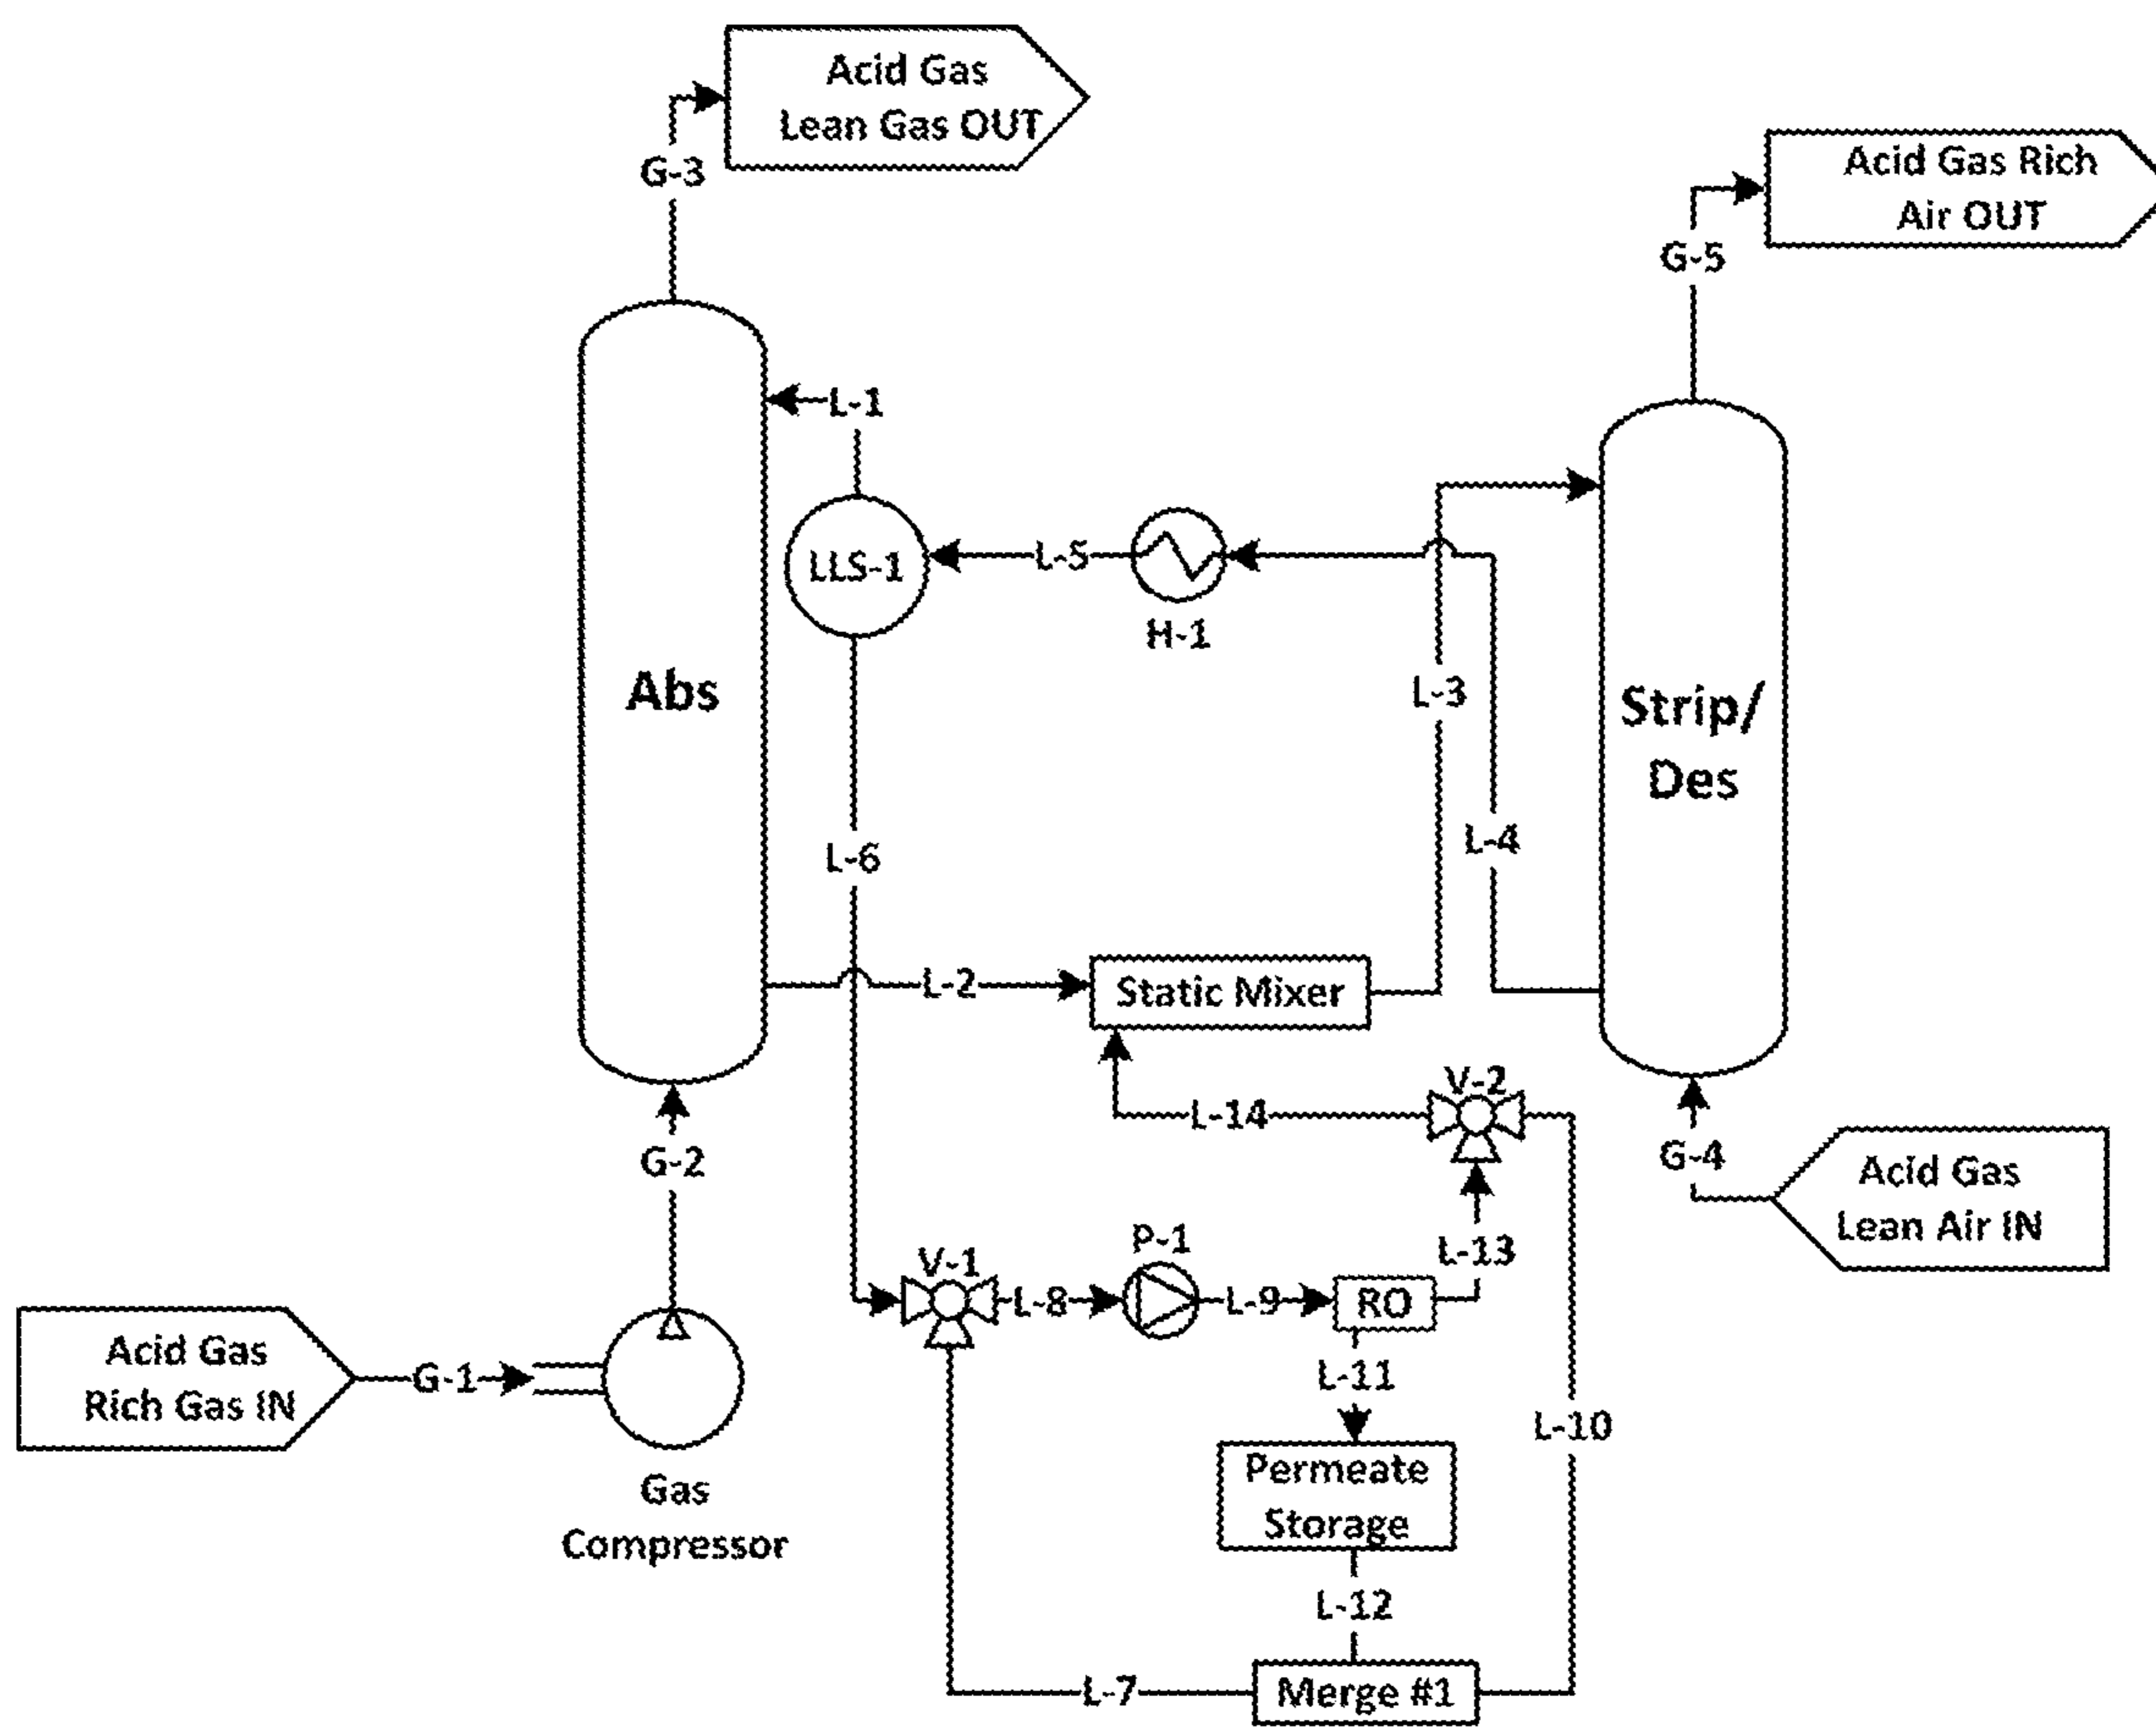 Acid Gas
Lean Gas OUT
G-3
Acid Gas Rich
Air OUT
G-5
L-1
LLS-1
L-5
H-1
Abs
L-3
Strip/
Des
L-4
L-6
L-2
Static Mixer
V-2
L-14
G-2
G-4
Acid Gas
Lean Air IN
P-1
L-13
V-1
L-8
L-9
RO
Acid Gas
Rich Gas IN
G-1
L-11
L-10
Gas
Compressor
Permeate
Storage
L-12
L-7
Merge #1